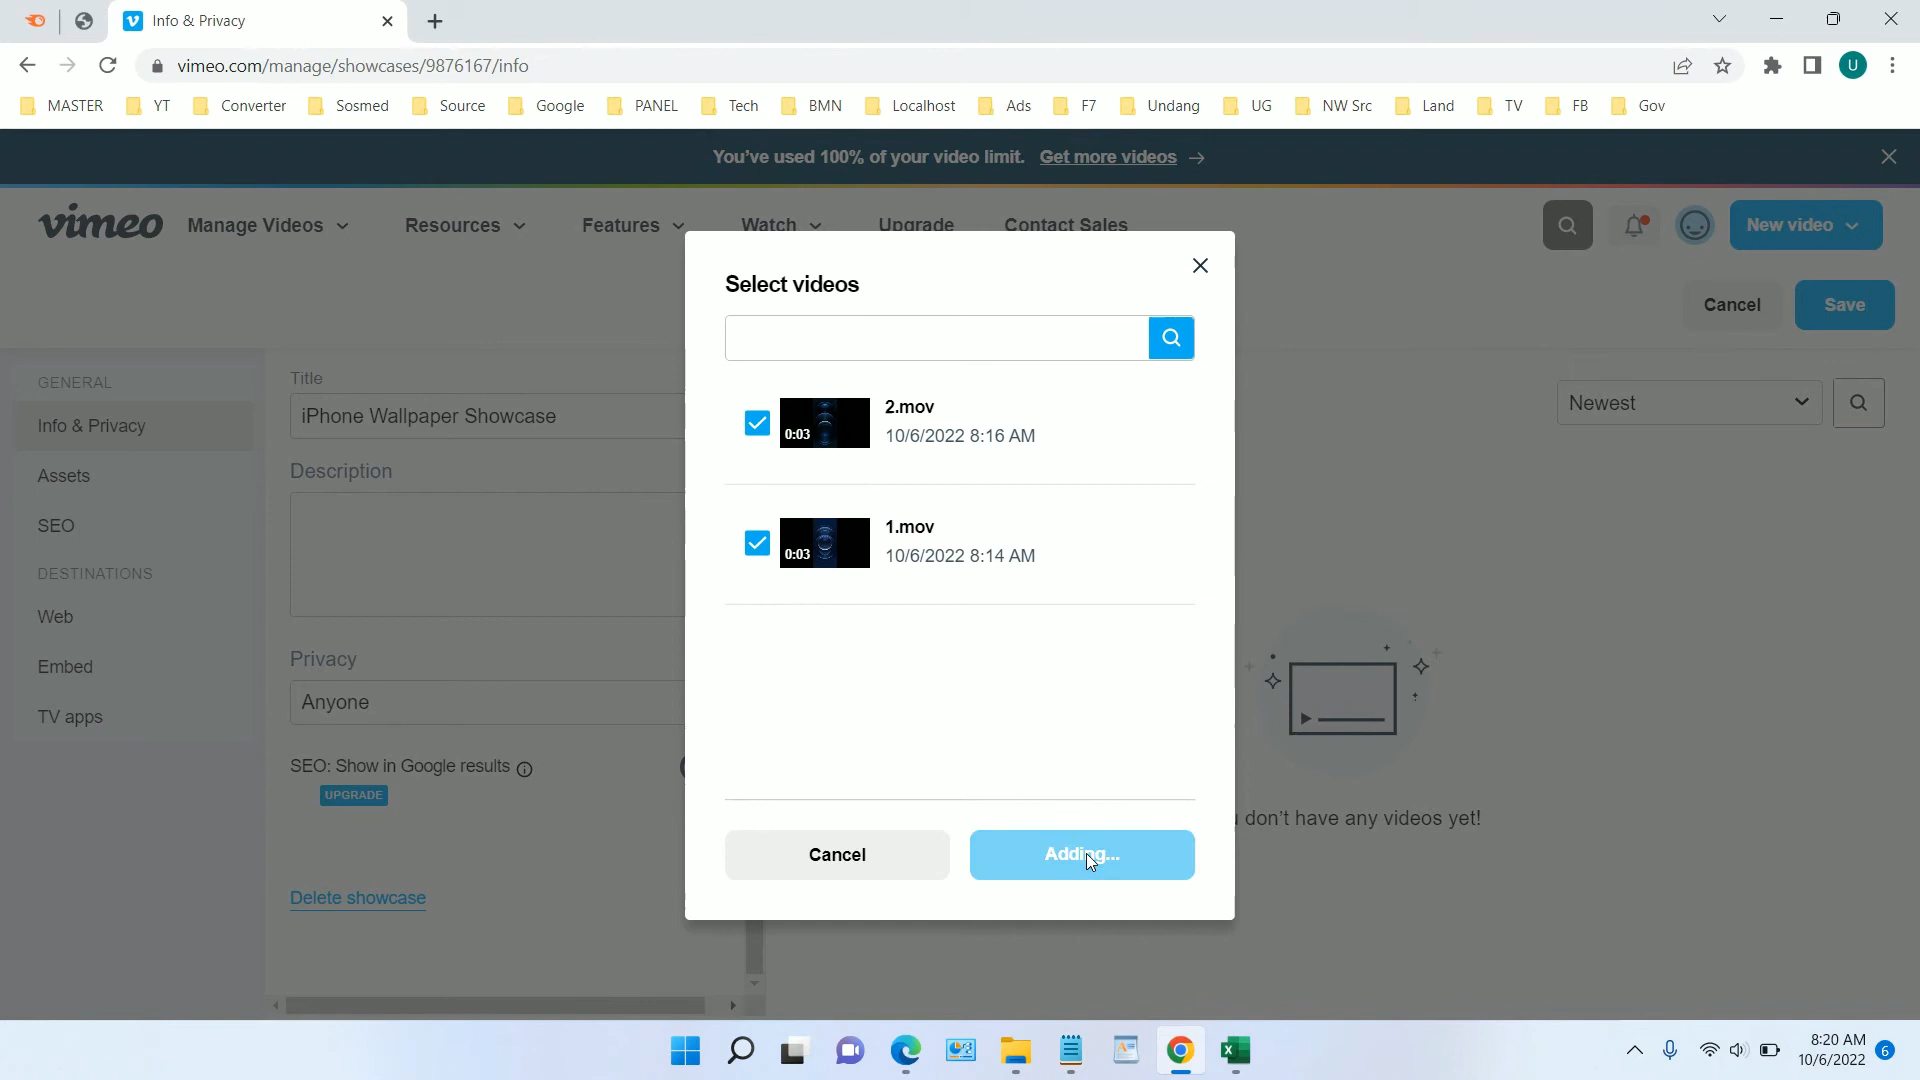 Info & Privacy
vimeo.com/manage/showcases/9876167/info
U
MASTER YT Converter Sosmed Source Google PANEL Tech BMN Localhost Ads F7 Undang UG NW Src Land TV FB Gov
You've used 100% of your video limit. Get more videos →
vimeo Manage Videos Resources Features Watch Upgrade Contact Sales New video
Cancel Save
Select videos
GENERAL
Info & Privacy
Assets
SEO
DESTINATIONS
Web
Embed
TV apps
Title
iPhone Wallpaper Showcase
Description
Privacy
Anyone
SEO: Show in Google results
UPGRADE
Delete showcase
0:03
2.mov
10/6/2022 8:16 AM
0:03
1.mov
10/6/2022 8:14 AM
Cancel Adding...
Newest
don't have any videos yet!
8:20 AM
10/6/2022
6